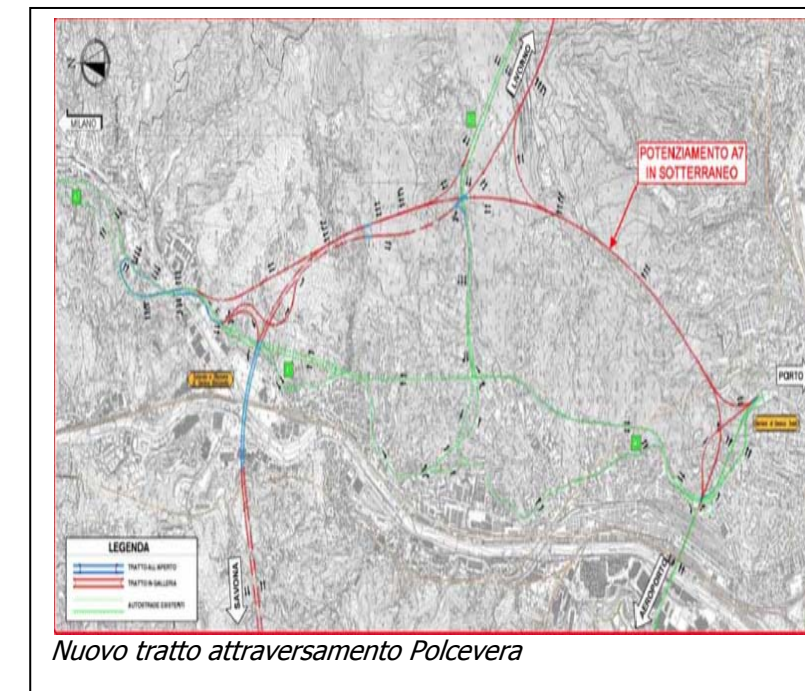 N
MILANO
LIVORNO
POTENZIAMENTO A7
IN SOTTERRANEO
PORTO
LEGENDA
TRATTO ALL'APERTO
TRATTO IN GALLERIA
AUTOSTRADE ESISTENTI
SAVONA
AEROPORTO
Nuovo tratto attraversamento Polcevera